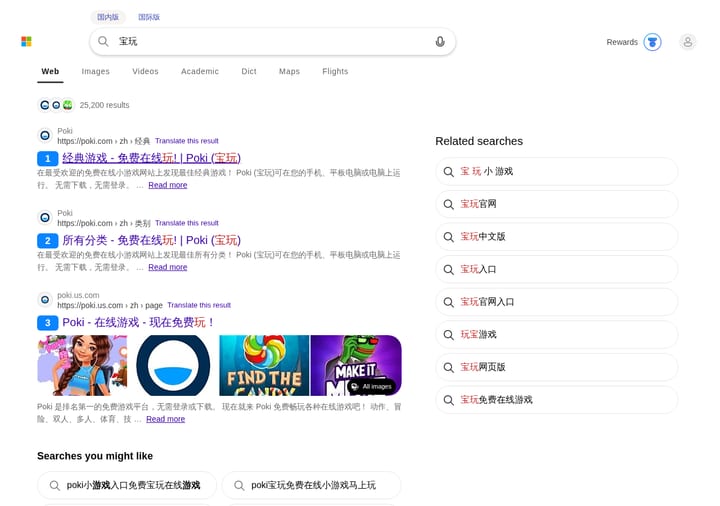 国内版 国际版
宝玩
Rewards
Web Images Videos Academic Dict Maps Flights
25,200 results
Poki
https://poki.com › zh › 经典 Translate this result
1 经典游戏 - 免费在线玩! | Poki (宝玩)
在最受欢迎的免费在线小游戏网站上发现最佳经典游戏！ Poki (宝玩)可在您的手机、平板电脑或电脑上运
行。 无需下载，无需登录。 … Read more
Poki
https://poki.com › zh › 类别 Translate this result
2 所有分类 - 免费在线玩! | Poki (宝玩)
在最受欢迎的免费在线小游戏网站上发现最佳所有分类！ Poki (宝玩)可在您的手机、平板电脑或电脑上运
行。 无需下载，无需登录。 … Read more
poki.us.com
https://poki.us.com › zh › page Translate this result
3 Poki - 在线游戏 - 现在免费玩！
FIND THE
CANDY
MAKE IT
All images
Poki 是排名第一的免费游戏平台，无需登录或下载。 现在就来 Poki 免费畅玩各种在线游戏吧！ 动作、冒
险、双人、多人、体育、技 … Read more
Searches you might like
poki小游戏入口免费宝玩在线游戏
poki宝玩免费在线小游戏马上玩
Related searches
宝 玩 小 游戏
宝玩官网
宝玩中文版
宝玩入口
宝玩官网入口
玩宝游戏
宝玩网页版
宝玩免费在线游戏